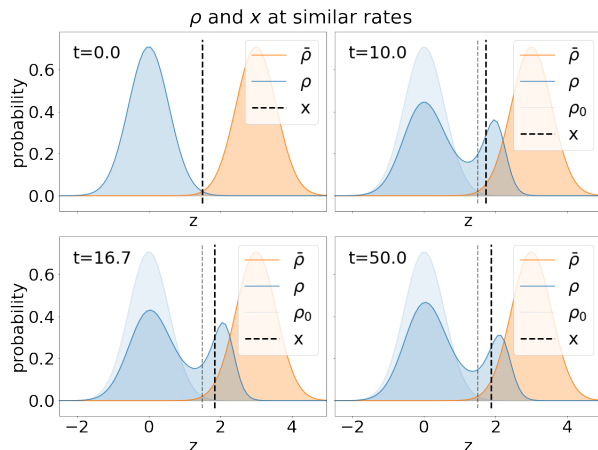 ρ and x at similar rates
t=0.0
ρ̄
ρ
x
probability
0.6
0.4
0.2
0.0
z
t=10.0
ρ̄
ρ
ρ₀
x
z
t=16.7
ρ̄
ρ
ρ₀
x
probability
0.6
0.4
0.2
0.0
−2 0 2 4
z
t=50.0
ρ̄
ρ
ρ₀
x
−2 0 2 4
z